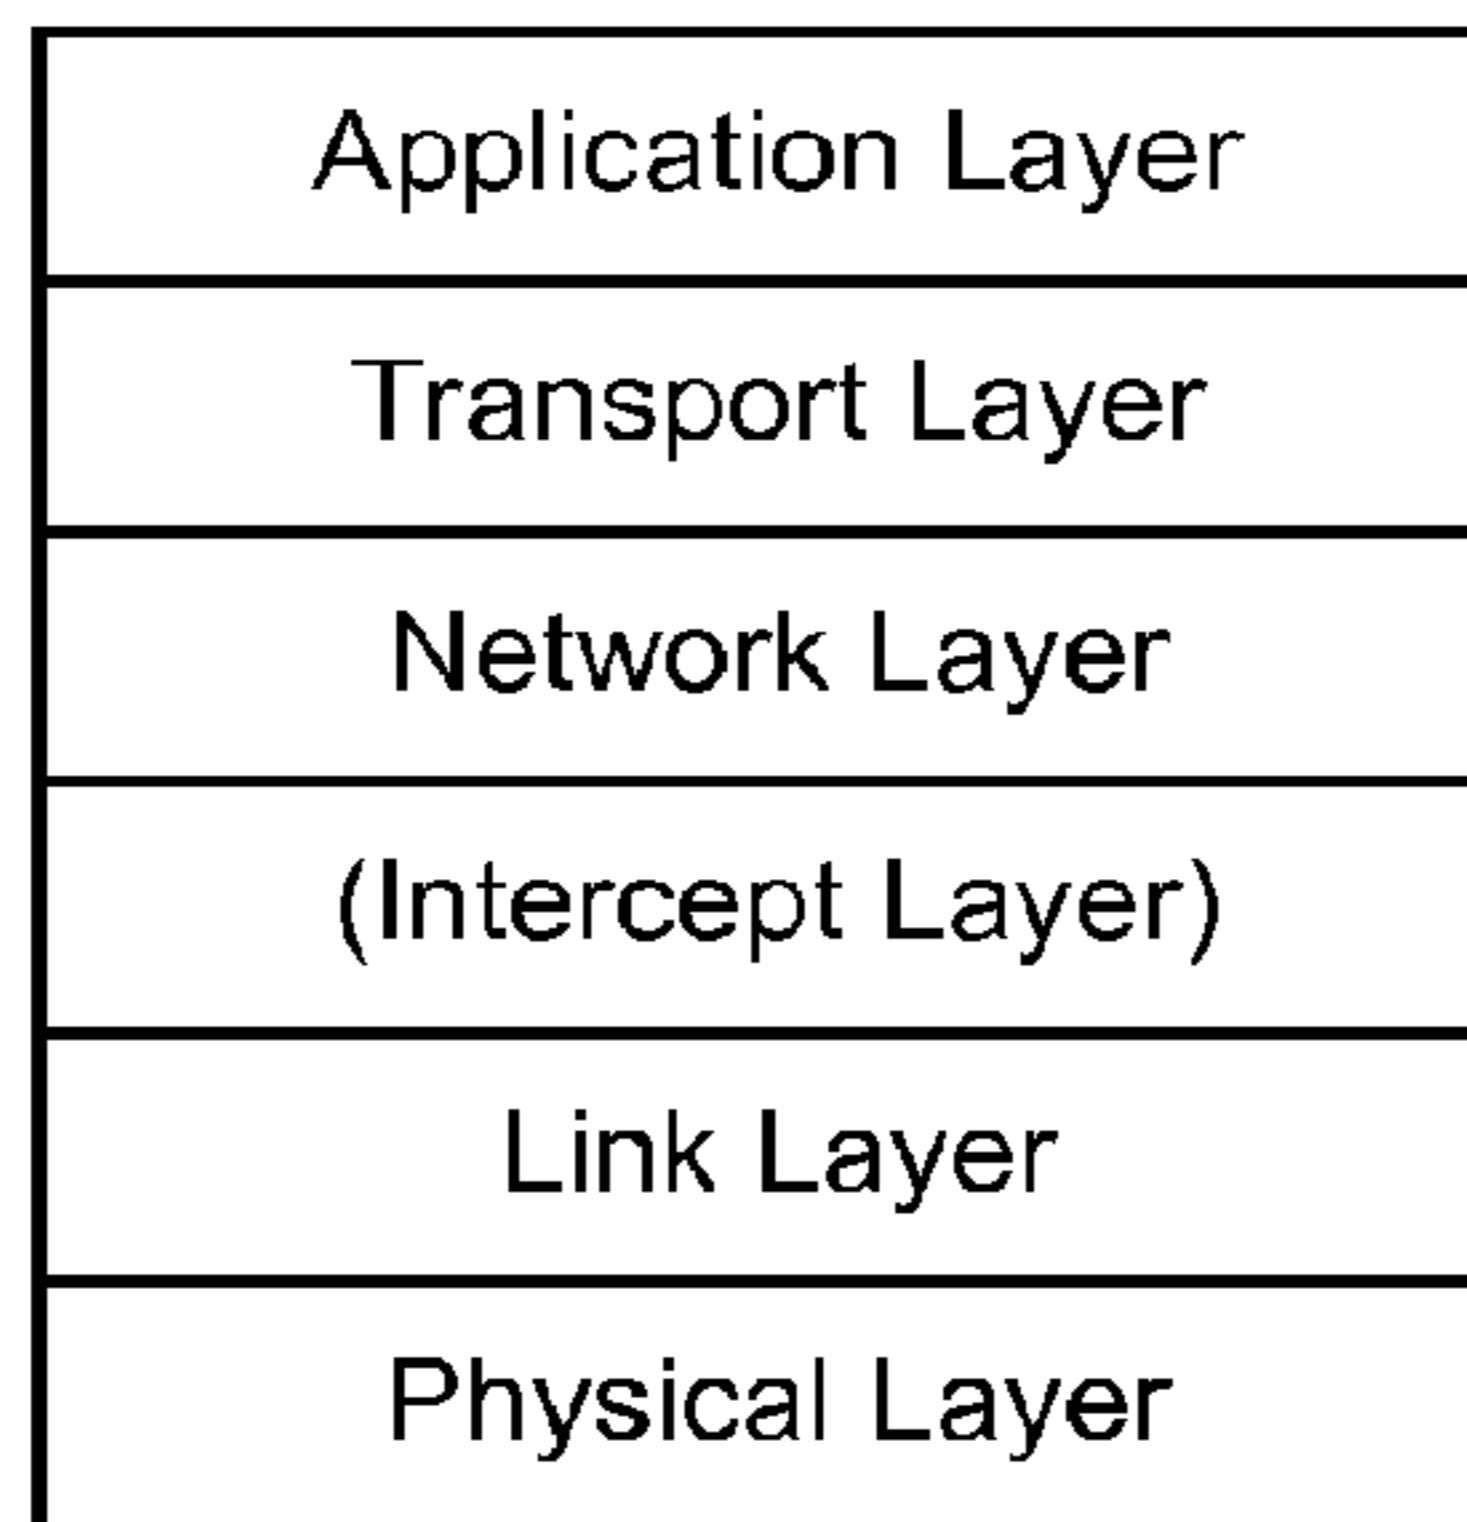 Application Layer
Transport Layer
Network Layer
(Intercept Layer)
Link Layer
Physical Layer